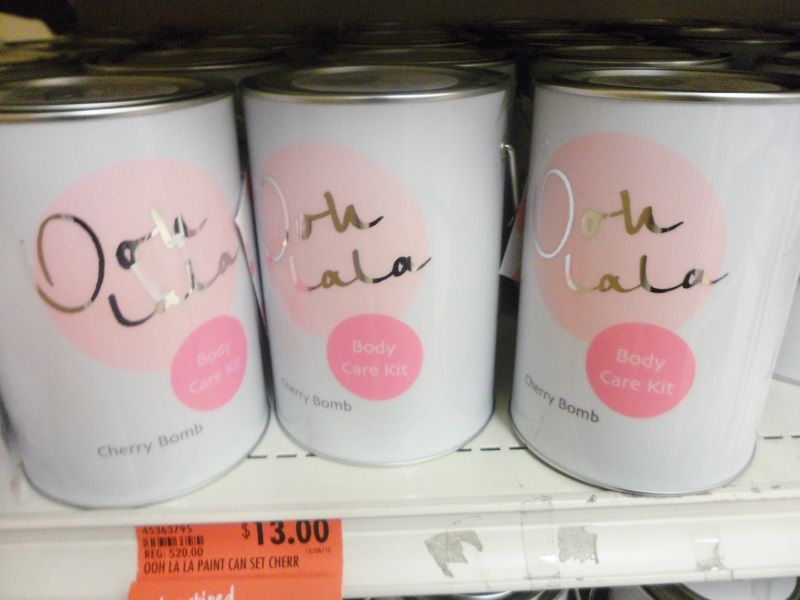 Ooh
LaLa
Body
Care Kit
Cherry Bomb
Ooh
LaLa
Body
Care Kit
Cherry Bomb
Ooh
LaLa
Body
Care Kit
Cherry Bomb
45363795
$13.00
REG: $20.00
OOH LA LA PAINT CAN SET CHERR